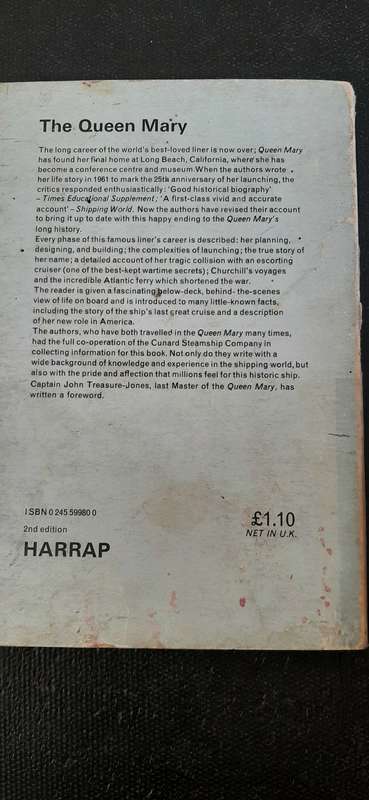 The Queen Mary
The long career of the world's best-loved liner is now over; Queen Mary
has found her final home at Long Beach, California, where she has
become a conference centre and museum. When the authors wrote
her life story in 1961 to mark the 25th anniversary of her launching, the
critics responded enthusiastically: 'Good historical biography'
– Times Educational Supplement; 'A first-class vivid and accurate
account' – Shipping World. Now the authors have revised their account
to bring it up to date with this happy ending to the Queen Mary's
long history.
Every phase of this famous liner's career is described: her planning,
designing, and building; the complexities of launching; the true story of
her name; a detailed account of her tragic collision with an escorting
cruiser (one of the best-kept wartime secrets); Churchill's voyages
and the incredible Atlantic ferry which shortened the war.
The reader is given a fascinating below-deck, behind-the-scenes
view of life on board and is introduced to many little-known facts,
including the story of the ship's last great cruise and a description
of her new role in America.
The authors, who have both travelled in the Queen Mary many times,
had the full co-operation of the Cunard Steamship Company in
collecting information for this book. Not only do they write with a
wide background of knowledge and experience in the shipping world, but
also with the pride and affection that millions feel for this historic ship.
Captain John Treasure-Jones, last Master of the Queen Mary, has
written a foreword.
ISBN 0 245 59980 0
2nd edition
HARRAP
£1.10
NET IN U.K.